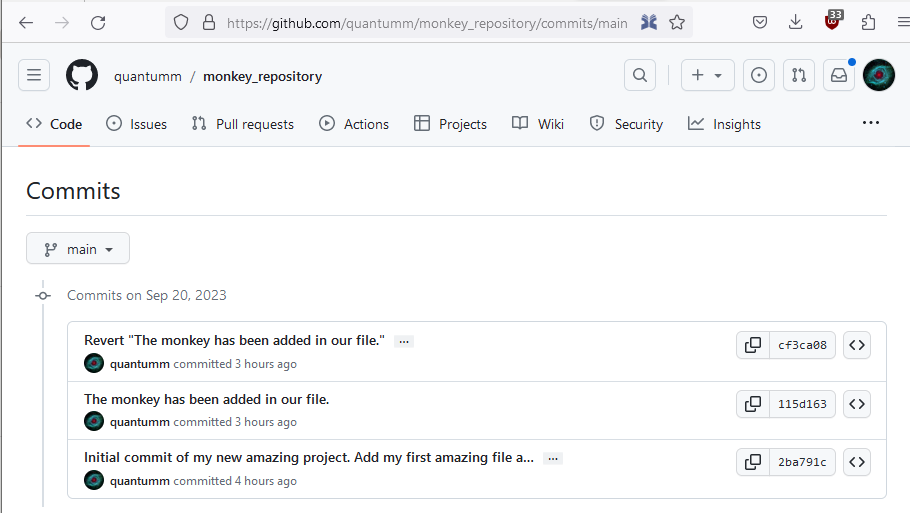 https://github.com/quantumm/monkey_repository/commits/main
33
quantumm / monkey_repository
Code Issues Pull requests Actions Projects Wiki Security Insights
Commits
main
Commits on Sep 20, 2023
Revert "The monkey has been added in our file."
cf3ca08
quantumm committed 3 hours ago
The monkey has been added in our file.
115d163
quantumm committed 3 hours ago
Initial commit of my new amazing project. Add my first amazing file a...
2ba791c
quantumm committed 4 hours ago